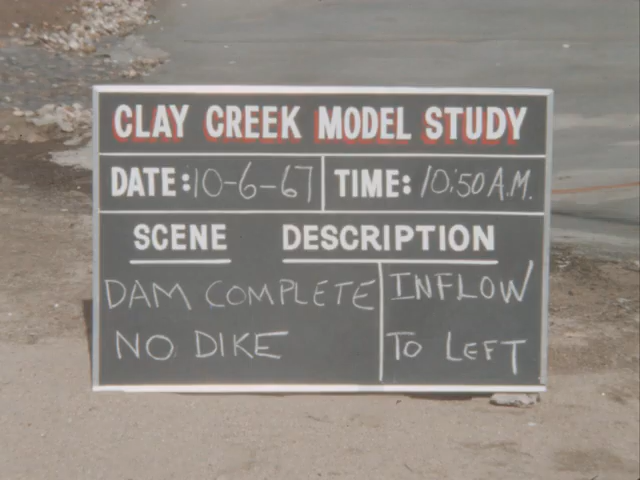 CLAY CREEK MODEL STUDY
DATE: 10-6-67 TIME: 10:50 A.M.
SCENE DESCRIPTION
DAM COMPLETE INFLOW
NO DIKE TO LEFT